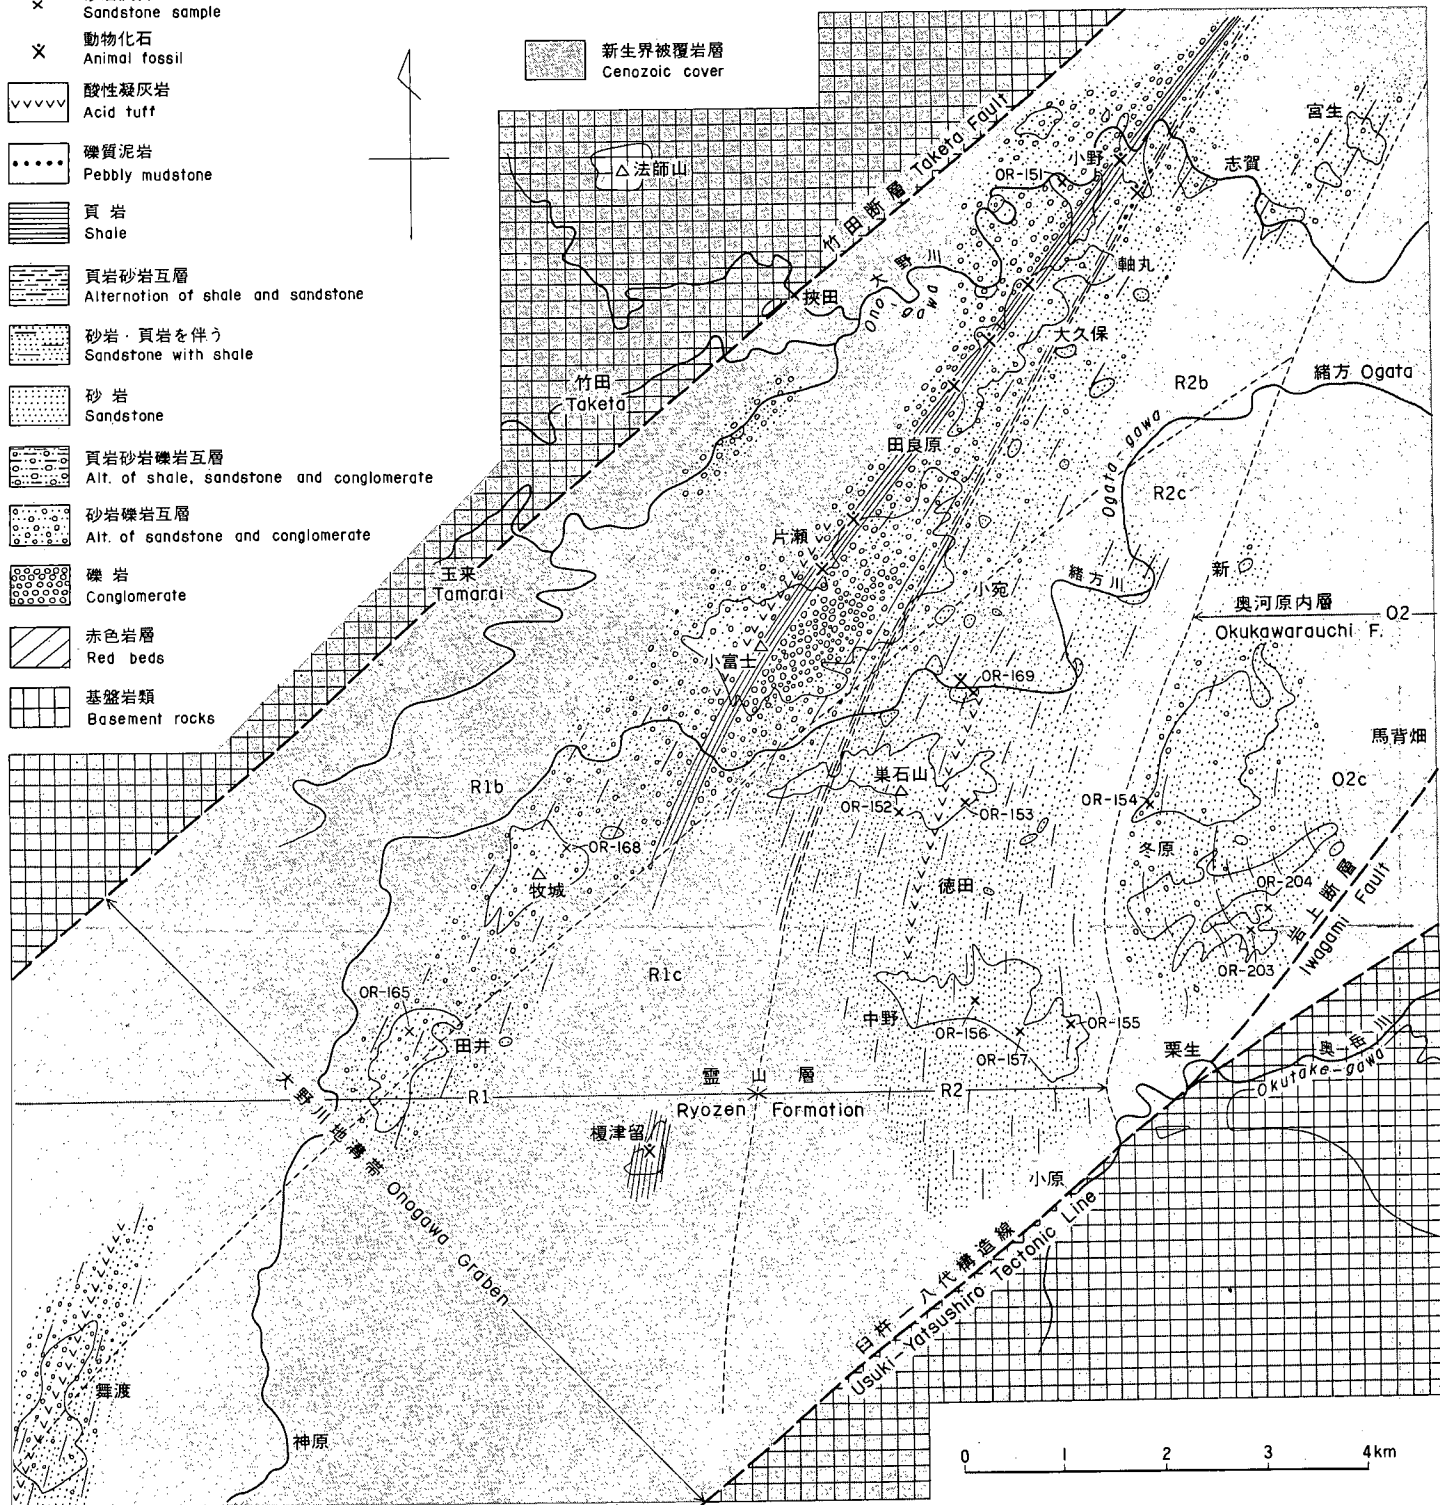 Sandstone sample
動物化石
Animal fossil
酸性凝灰岩
Acid tuff
礫質泥岩
Pebbly mudstone
頁岩
Shale
頁岩砂岩互層
Alternation of shale and sandstone
砂岩・頁岩を伴う
Sandstone with shale
砂岩
Sandstone
頁岩砂岩礫岩互層
Alt. of shale, sandstone and conglomerate
砂岩礫岩互層
Alt. of sandstone and conglomerate
礫岩
Conglomerate
赤色岩層
Red beds
基盤岩類
Basement rocks
新生界被覆岩層
Cenozoic cover
法師山
竹田断層 Taketa Fault
小野
OR-151
宮生
志賀
挾田
大野川
Ono gawa
軸丸
大久保
竹田
Taketa
R2b
緒方 Ogata
Ogata-gawa
田良原
R2c
片瀬
玉来
Tamarai
小宛
緒方川
新
奥河原内層
O2
Okukawarauchi F.
小富士
OR-169
馬背畑
R1b
巣石山
O2c
OR-152
OR-153
OR-154
OR-168
冬原
牧城
徳田
OR-204
岩上断層
Iwagami Fault
OR-203
R1c
OR-165
中野
OR-156
OR-155
OR-157
田井
栗生
奥岳川
Okutake-gawa
霊山層
R1
R2
Ryozen Formation
大野川地溝帯 Onogawa Graben
榎津留
小原
臼杵-八代構造線
Usuki-Yatsushiro Tectonic Line
舞渡
神原
0 1 2 3 4km